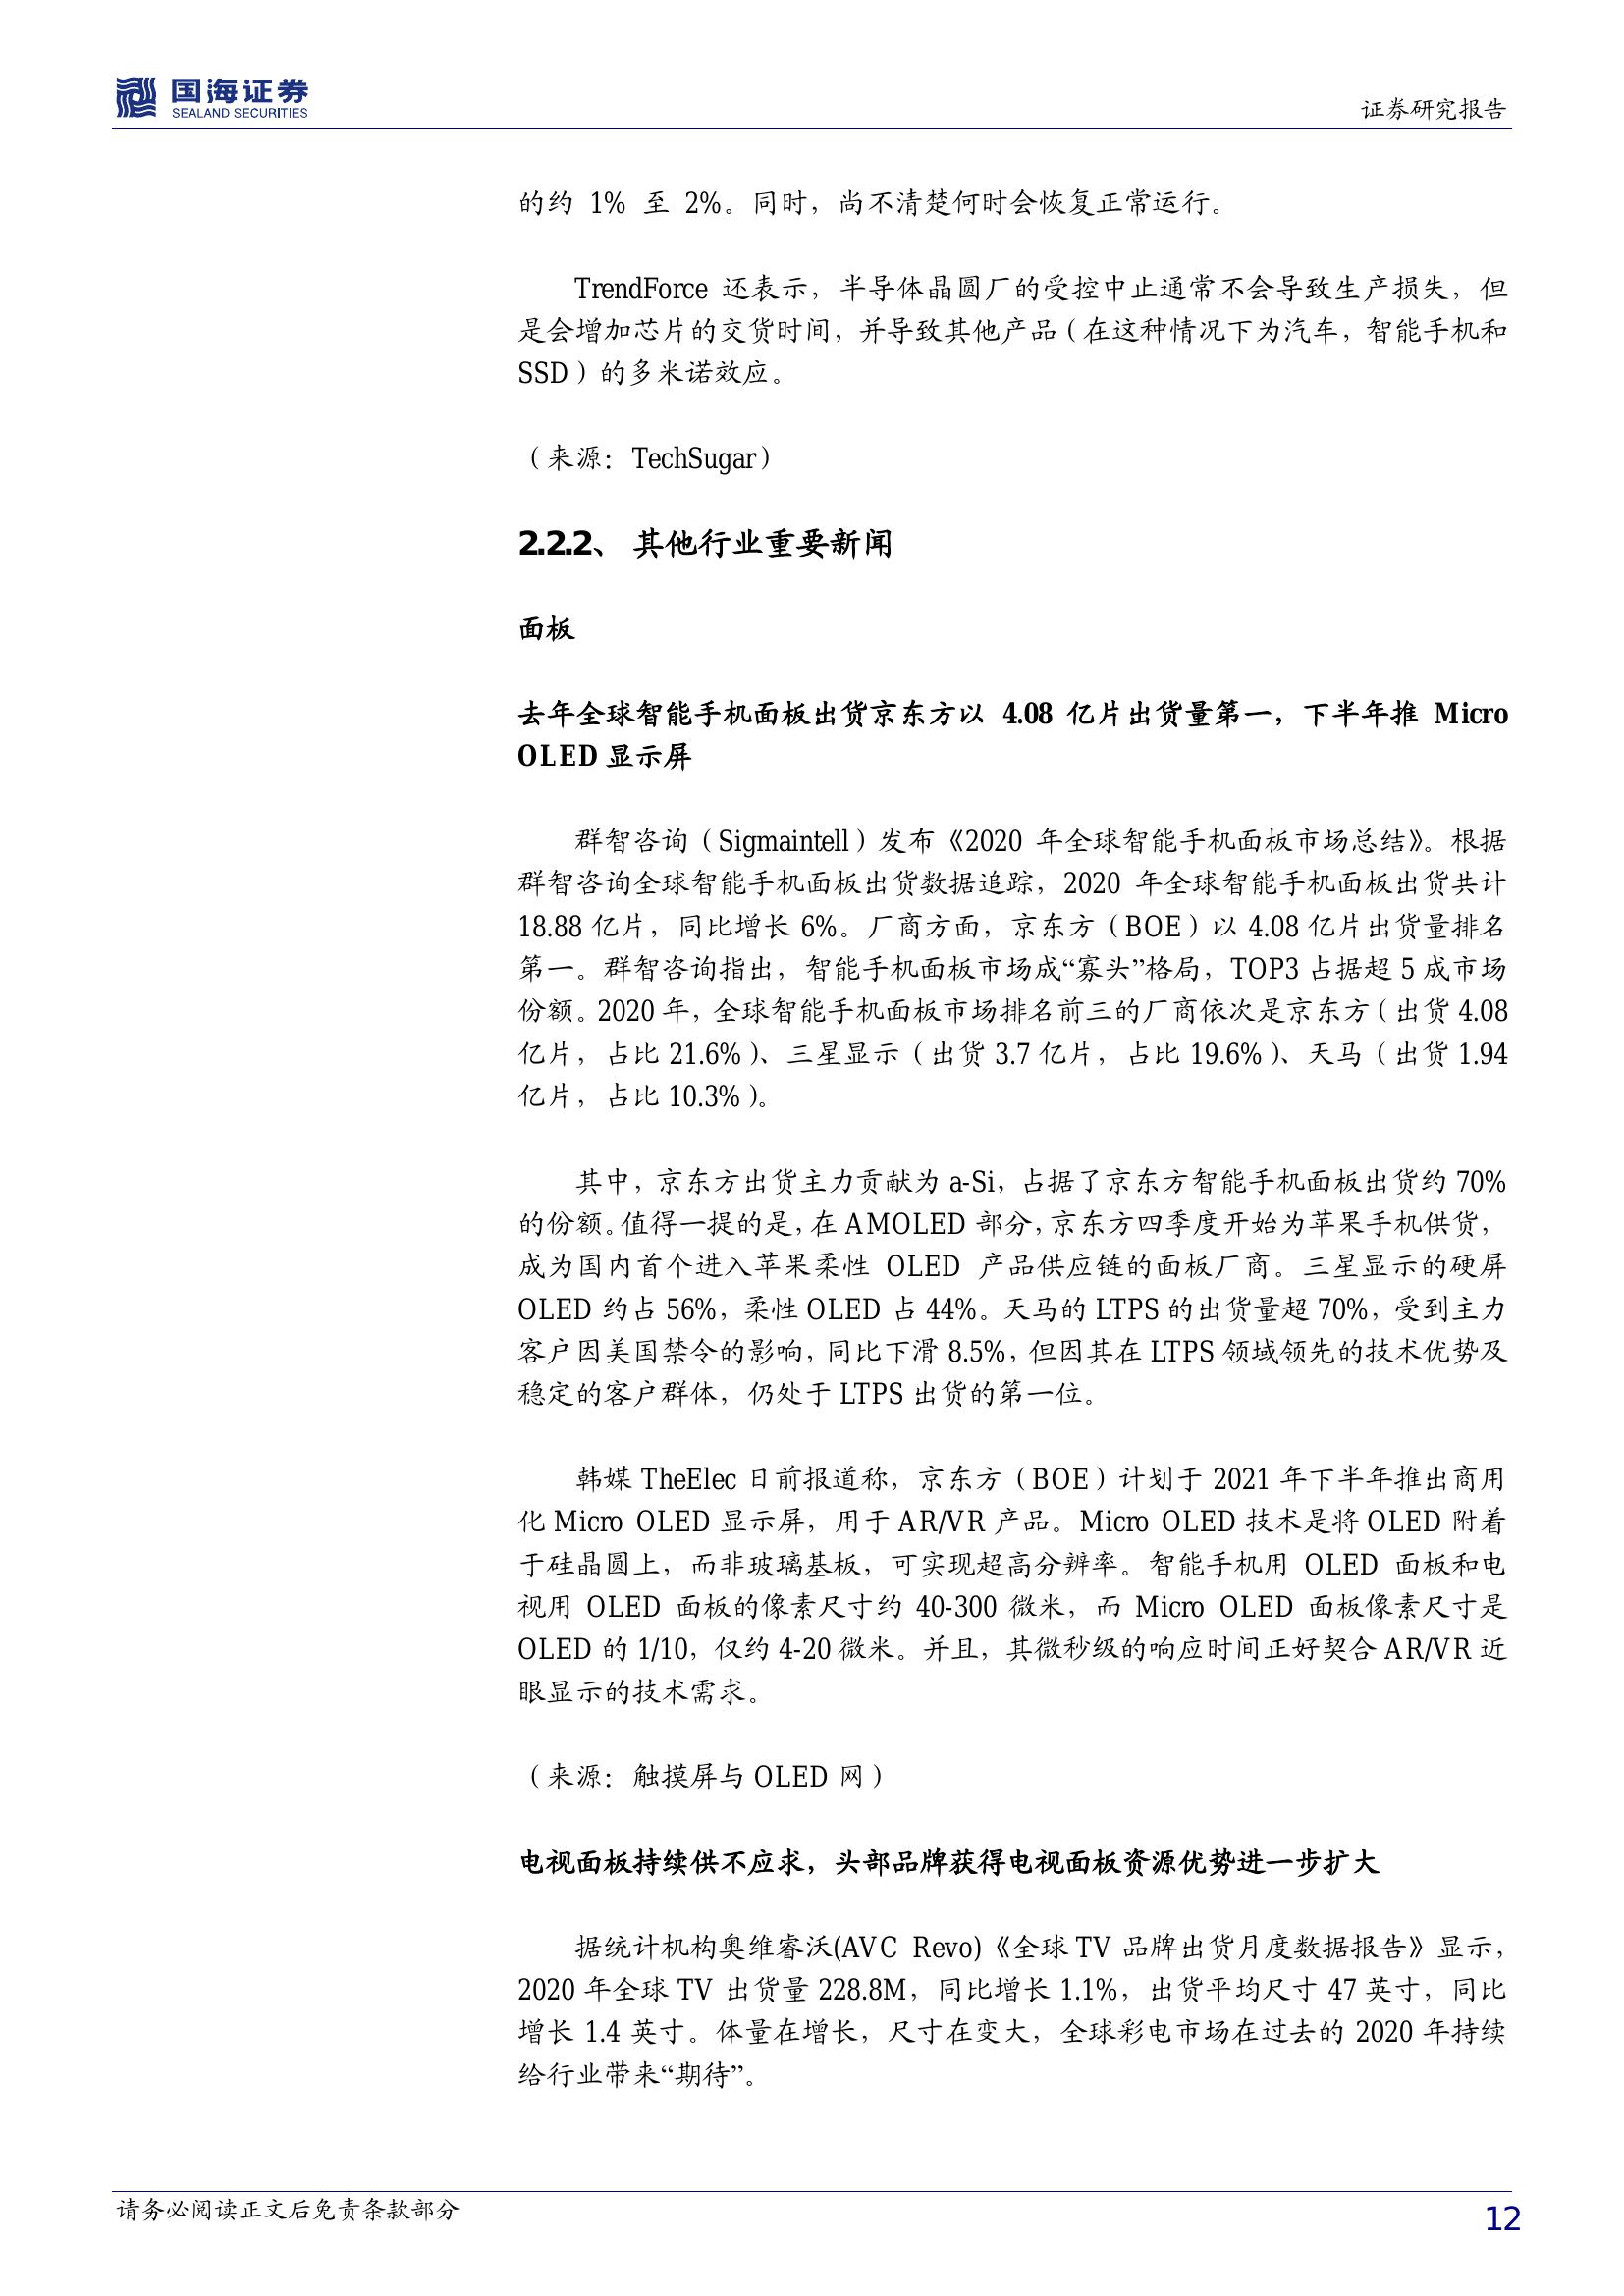 国海证券
SEALAND SECURITIES
证券研究报告
的约 1% 至 2%。同时，尚不清楚何时会恢复正常运行。
TrendForce 还表示，半导体晶圆厂的受控中止通常不会导致生产损失，但
是会增加芯片的交货时间，并导致其他产品（在这种情况下为汽车，智能手机和
SSD）的多米诺效应。
（来源：TechSugar）
2.2.2、 其他行业重要新闻
面板
去年全球智能手机面板出货京东方以 4.08 亿片出货量第一，下半年推 Micro
OLED 显示屏
群智咨询（Sigmaintell）发布《2020 年全球智能手机面板市场总结》。根据
群智咨询全球智能手机面板出货数据追踪，2020 年全球智能手机面板出货共计
18.88 亿片，同比增长 6%。厂商方面，京东方（BOE）以 4.08 亿片出货量排名
第一。群智咨询指出，智能手机面板市场成“寡头”格局，TOP3 占据超 5 成市场
份额。2020 年，全球智能手机面板市场排名前三的厂商依次是京东方（出货 4.08
亿片，占比 21.6%）、三星显示（出货 3.7 亿片，占比 19.6%）、天马（出货 1.94
亿片，占比 10.3%）。
其中，京东方出货主力贡献为 a-Si，占据了京东方智能手机面板出货约 70%
的份额。值得一提的是，在 AMOLED 部分，京东方四季度开始为苹果手机供货，
成为国内首个进入苹果柔性 OLED 产品供应链的面板厂商。三星显示的硬屏
OLED 约占 56%，柔性 OLED 占 44%。天马的 LTPS 的出货量超 70%，受到主力
客户因美国禁令的影响，同比下滑 8.5%，但因其在 LTPS 领域领先的技术优势及
稳定的客户群体，仍处于 LTPS 出货的第一位。
韩媒 TheElec 日前报道称，京东方（BOE）计划于 2021 年下半年推出商用
化 Micro OLED 显示屏，用于 AR/VR 产品。Micro OLED 技术是将 OLED 附着
于硅晶圆上，而非玻璃基板，可实现超高分辨率。智能手机用 OLED 面板和电
视用 OLED 面板的像素尺寸约 40-300 微米，而 Micro OLED 面板像素尺寸是
OLED 的 1/10，仅约 4-20 微米。并且，其微秒级的响应时间正好契合 AR/VR 近
眼显示的技术需求。
（来源：触摸屏与 OLED 网）
电视面板持续供不应求，头部品牌获得电视面板资源优势进一步扩大
据统计机构奥维睿沃(AVC Revo)《全球 TV 品牌出货月度数据报告》显示，
2020 年全球 TV 出货量 228.8M，同比增长 1.1%，出货平均尺寸 47 英寸，同比
增长 1.4 英寸。体量在增长，尺寸在变大，全球彩电市场在过去的 2020 年持续
给行业带来“期待”。
请务必阅读正文后免责条款部分
12